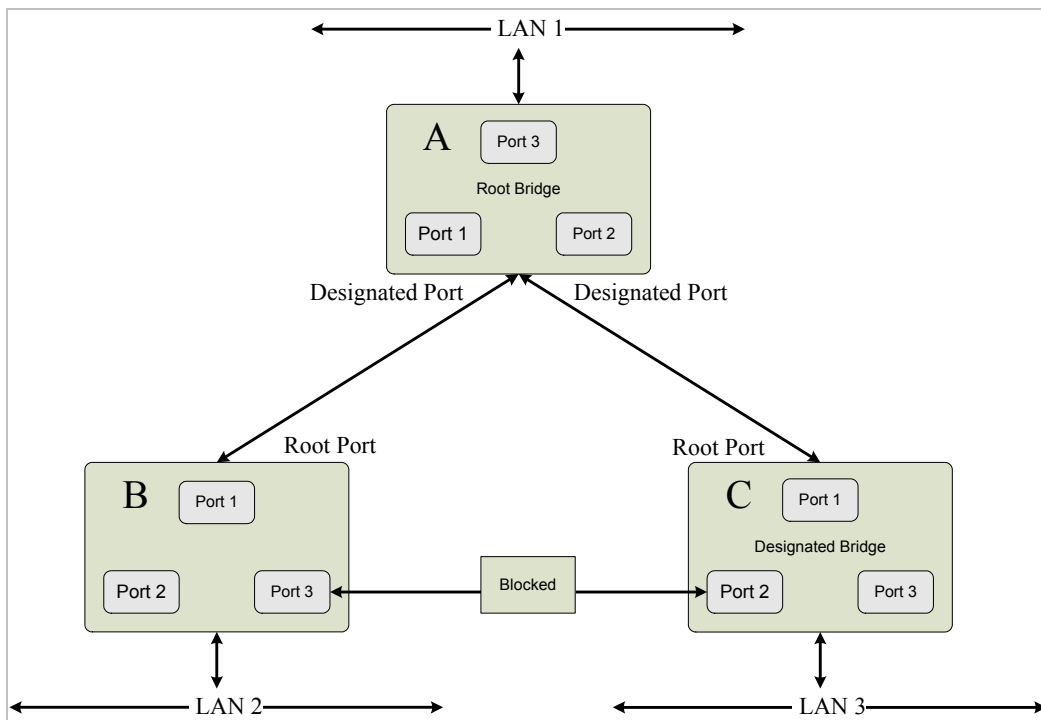 LAN 1
A
Port 3
Root Bridge
Port 1
Port 2
Designated Port
Designated Port
Root Port
Root Port
B
Port 1
C
Port 1
Designated Bridge
Port 2
Port 3
Blocked
Port 2
Port 3
LAN 2
LAN 3